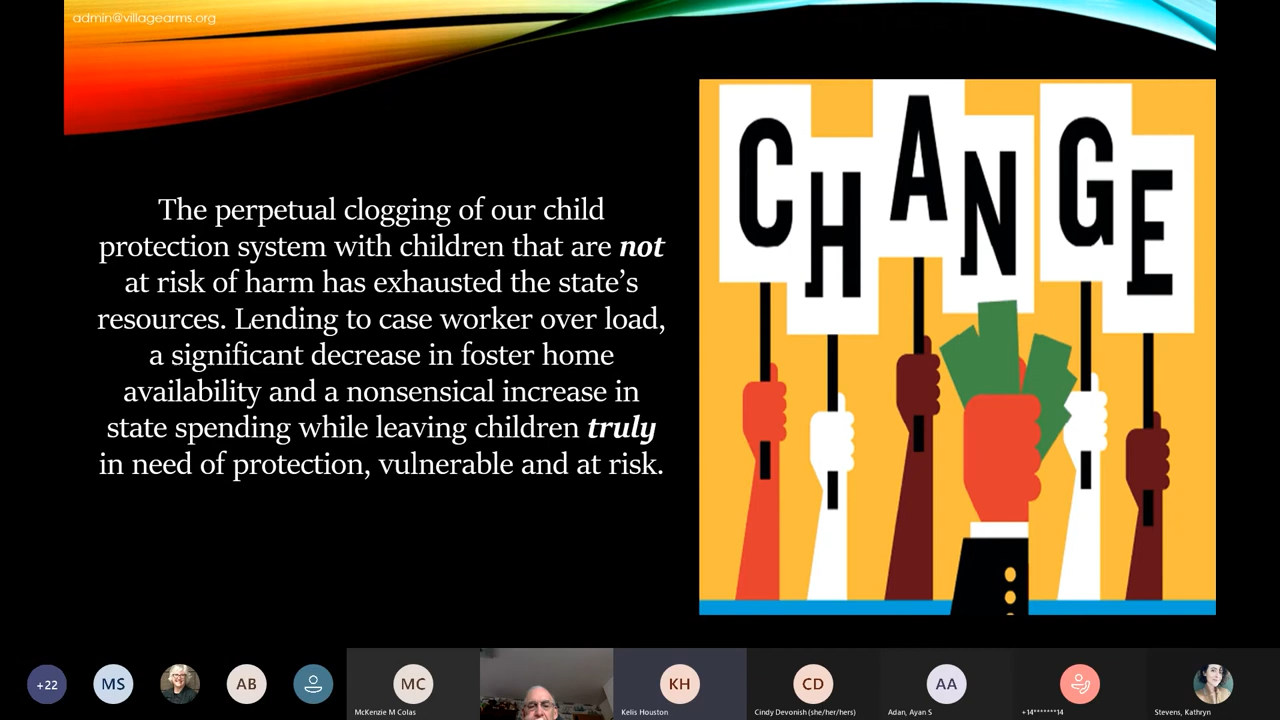 admin@villagearms.org
CHANGE
The perpetual clogging of our child
protection system with children that are not
at risk of harm has exhausted the state's
resources. Lending to case worker over load,
a significant decrease in foster home
availability and a nonsensical increase in
state spending while leaving children truly
in need of protection, vulnerable and at risk.
+22
MS
AB
MC
KH
CD
AA
McKenzie M Colas
Kelis Houston
Cindy Devonish (she/her/hers)
Adan, Ayan S
+14*******14
Stevens, Kathryn